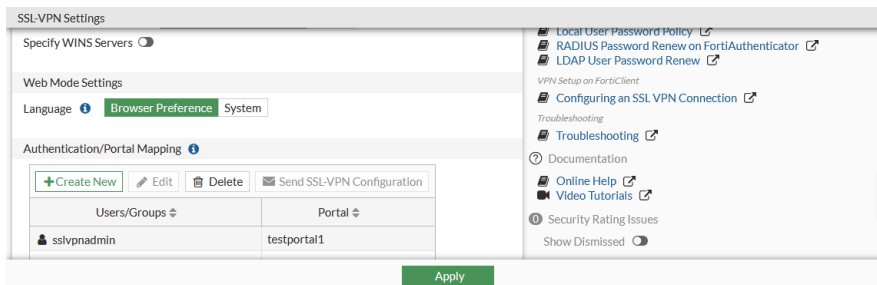 SSL-VPN Settings
Specify WINS Servers
Web Mode Settings
Language Browser Preference System
Authentication/Portal Mapping
+Create New Edit Delete Send SSL-VPN Configuration
Users/Groups Portal
sslvpnadmin testportal1
Local User Password Policy
RADIUS Password Renew on FortiAuthenticator
LDAP User Password Renew
VPN Setup on FortiClient
Configuring an SSL VPN Connection
Troubleshooting
Troubleshooting
Documentation
Online Help
Video Tutorials
0 Security Rating Issues
Show Dismissed
Apply